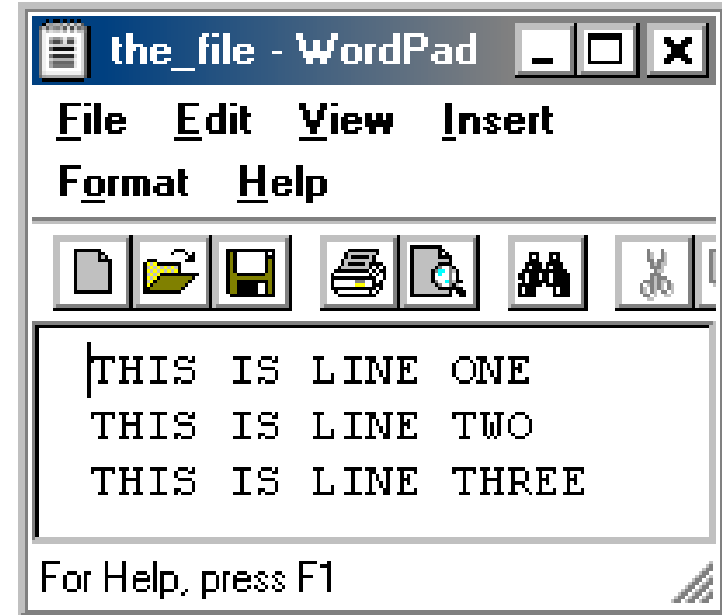 the_file - WordPad
File Edit View Insert
Format Help
THIS IS LINE ONE
THIS IS LINE TWO
THIS IS LINE THREE
For Help, press F1